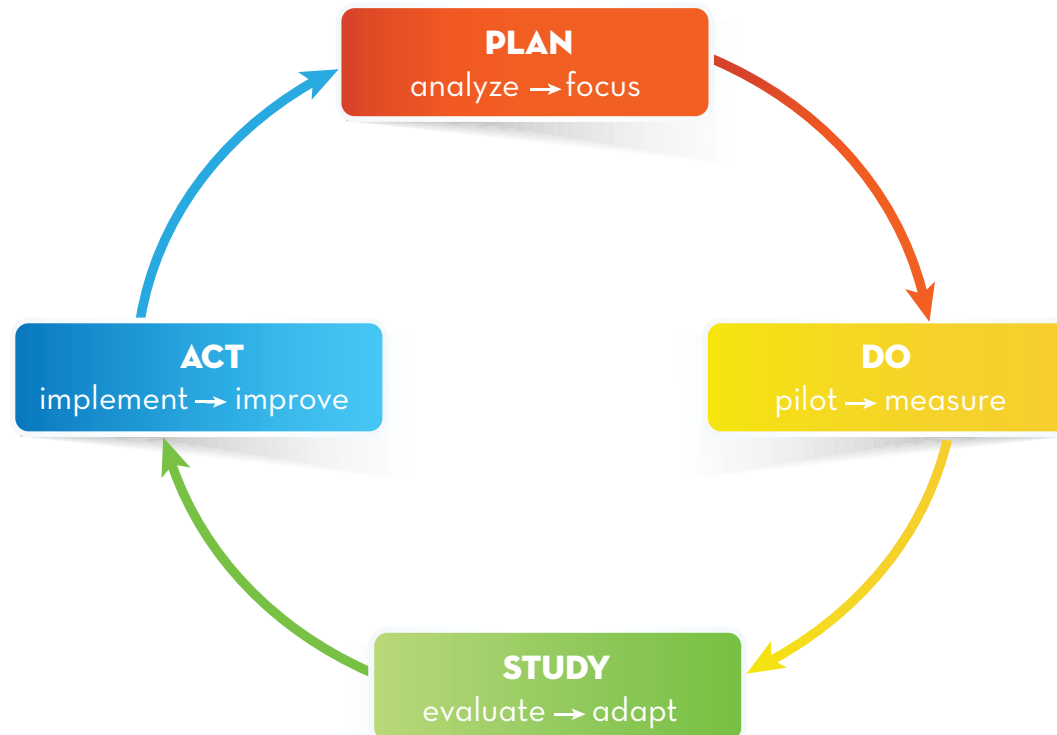 PLAN
analyze → focus
DO
pilot → measure
STUDY
evaluate → adapt
ACT
implement → improve